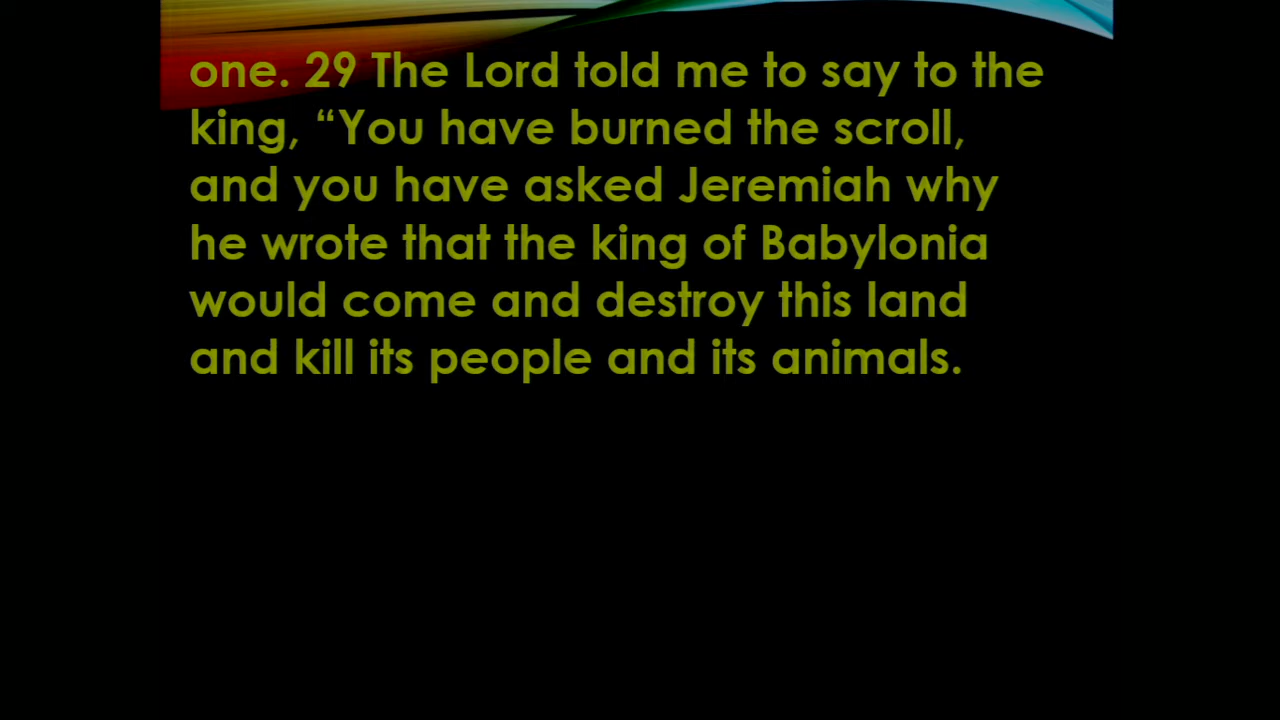 one. 29 The Lord told me to say to the
king, “You have burned the scroll,
and you have asked Jeremiah why
he wrote that the king of Babylonia
would come and destroy this land
and kill its people and its animals.